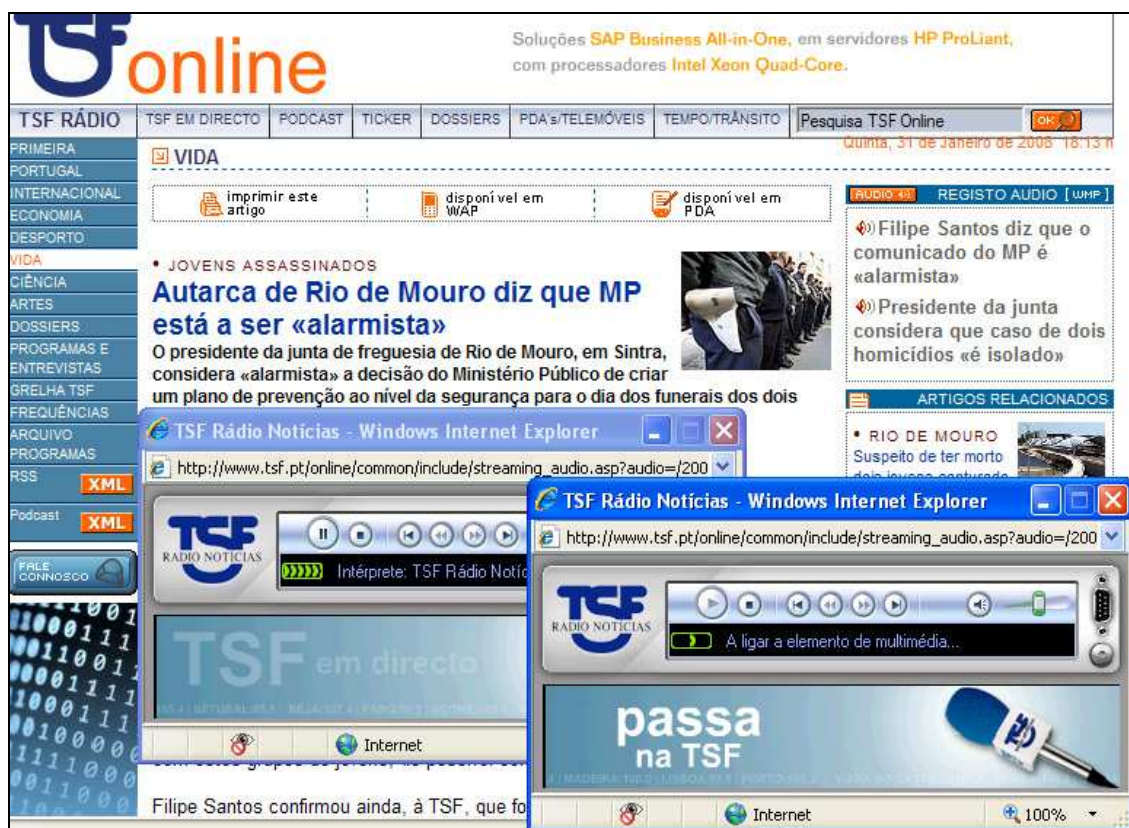 TSF online
Soluções SAP Business All-in-One, em servidores HP ProLiant,
com processadores Intel Xeon Quad-Core.
TSF RÁDIO
TSF EM DIRECTO
PODCAST
TICKER
DOSSIERS
PDA's/TELEMÓVEIS
TEMPO/TRÂNSITO
Pesquisa TSF Online
OK
Quinta, 31 de Janeiro de 2008 18:13
PRIMEIRA
PORTUGAL
INTERNACIONAL
ECONOMIA
DESPORTO
VIDA
CIÊNCIA
ARTES
DOSSIERS
PROGRAMAS E
ENTREVISTAS
GRELHA TSF
FREQUÊNCIAS
ARQUIVO
PROGRAMAS
RSS XML
Podcast XML
FALE
CONNOSCO
VIDA
imprimir este
artigo
disponível em
WAP
disponível em
PDA
• JOVENS ASSASSINADOS
Autarca de Rio de Mouro diz que MP
está a ser «alarmista»
O presidente da junta de freguesia de Rio de Mouro, em Sintra,
considera «alarmista» a decisão do Ministério Público de criar
um plano de prevenção ao nível da segurança para o dia dos funerais dos dois
AUDIO REGISTO AUDIO [WMP]
Filipe Santos diz que o
comunicado do MP é
«alarmista»
Presidente da junta
considera que caso de dois
homicídios «é isolado»
ARTIGOS RELACIONADOS
• RIO DE MOURO
Suspeito de ter morto
dois jovens capturado
TSF Rádio Notícias - Windows Internet Explorer
http://www.tsf.pt/online/common/include/streaming_audio.asp?audio=/200
TSF
RADIO NOTÍCIAS
Intérprete: TSF Rádio Notíc
TSF em directo
Internet
TSF Rádio Notícias - Windows Internet Explorer
http://www.tsf.pt/online/common/include/streaming_audio.asp?audio=/200
TSF
RADIO NOTÍCIAS
A ligar a elemento de multimédia...
passa
na TSF
TSF
Internet
100%
Filipe Santos confirmou ainda, à TSF, que fo